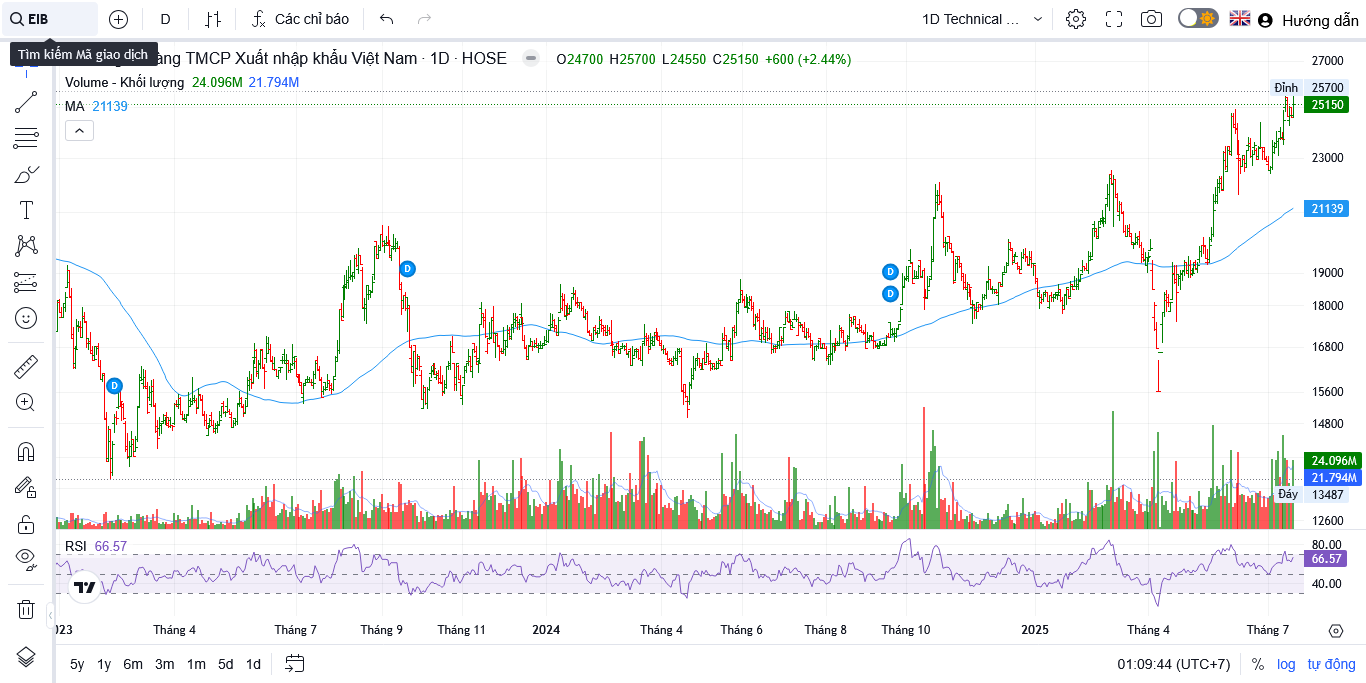 EIB
D
Các chỉ báo
1D Technical ...
Hướng dẫn
Tìm kiếm Mã giao dịch
àng TMCP Xuất nhập khẩu Việt Nam · 1D · HOSE
O24700 H25700 L24550 C25150 +600 (+2.44%)
Volume - Khối lượng 24.096M 21.794M
MA 21139
27000
Đỉnh 25700
25150
23000
21139
19000
18000
16800
15600
14800
24.096M
21.794M
Đáy 13487
12600
D
D
D
D
RSI 66.57
80.00
66.57
40.00
023 Tháng 4 Tháng 7 Tháng 9 Tháng 11 2024 Tháng 4 Tháng 6 Tháng 8 Tháng 10 2025 Tháng 4 Tháng 7
5y 1y 6m 3m 1m 5d 1d
01:09:44 (UTC+7) % log tự động